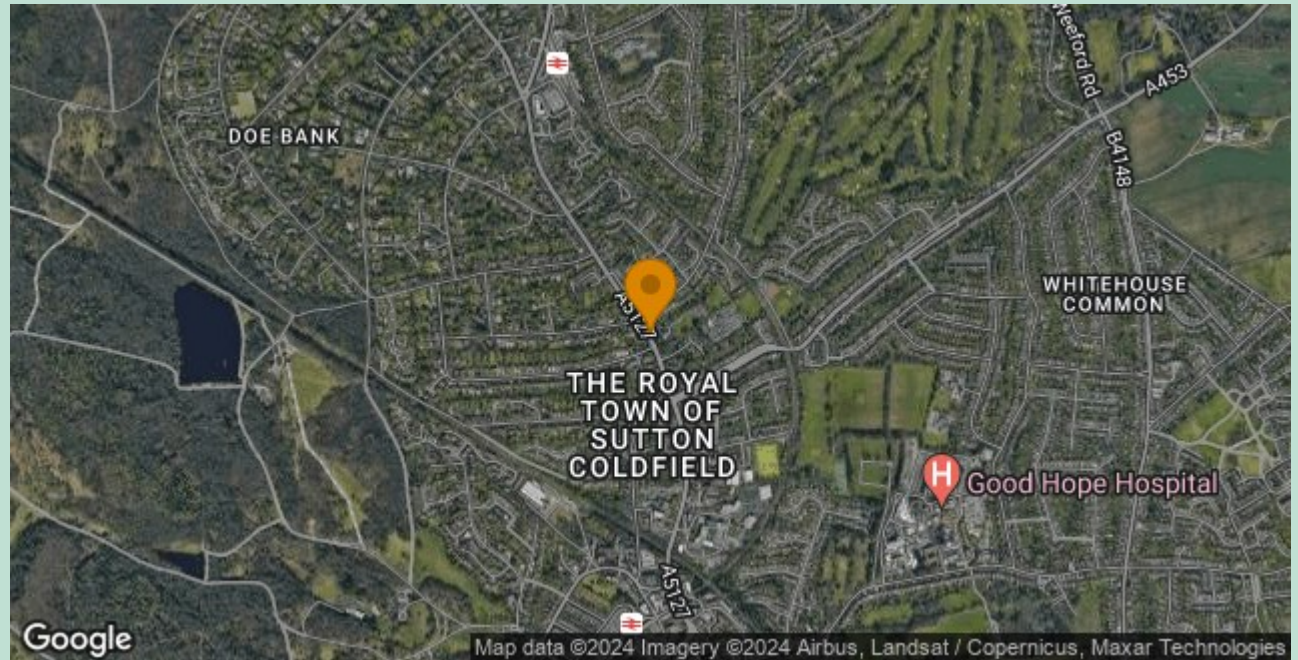 Weeford Rd
A453
DOE BANK
B4148
WHITEHOUSE
COMMON
A5127
THE ROYAL
TOWN OF
SUTTON
COLDFIELD
H Good Hope Hospital
A5127
Google
Map data ©2024 Imagery ©2024 Airbus, Landsat / Copernicus, Maxar Technologies